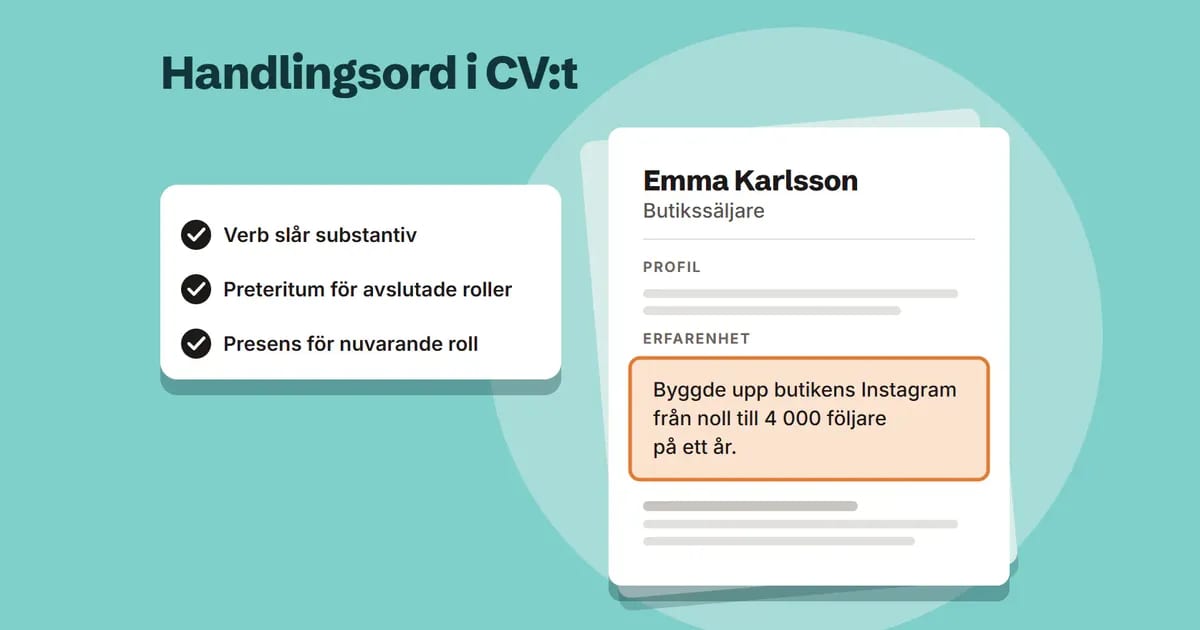 Handlingsord i CV:t
Verb slår substantiv
Preteritum för avslutade roller
Presens för nuvarande roll
Emma Karlsson
Butikssäljare
PROFIL
ERFARENHET
Byggde upp butikens Instagram
från noll till 4 000 följare
på ett år.